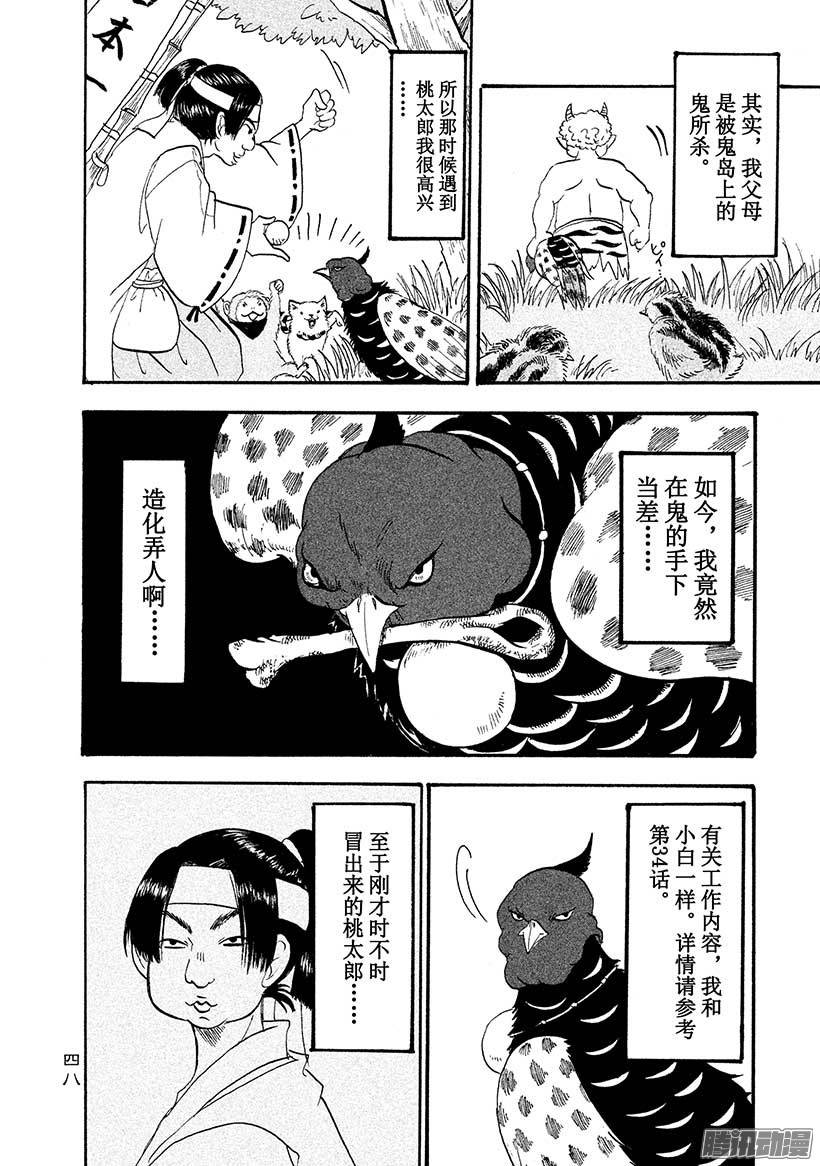 其实，我父母
是被鬼岛上的
鬼所杀。
所以那时候遇到
桃太郎我很高兴
……
本一
如今，我竟然
在鬼的手下
当差……
造化弄人啊……
有关工作内容，我和
小白一样。详情请参考
第34话。
至于刚才时不时
冒出来的桃太郎……
四八
腾讯动漫